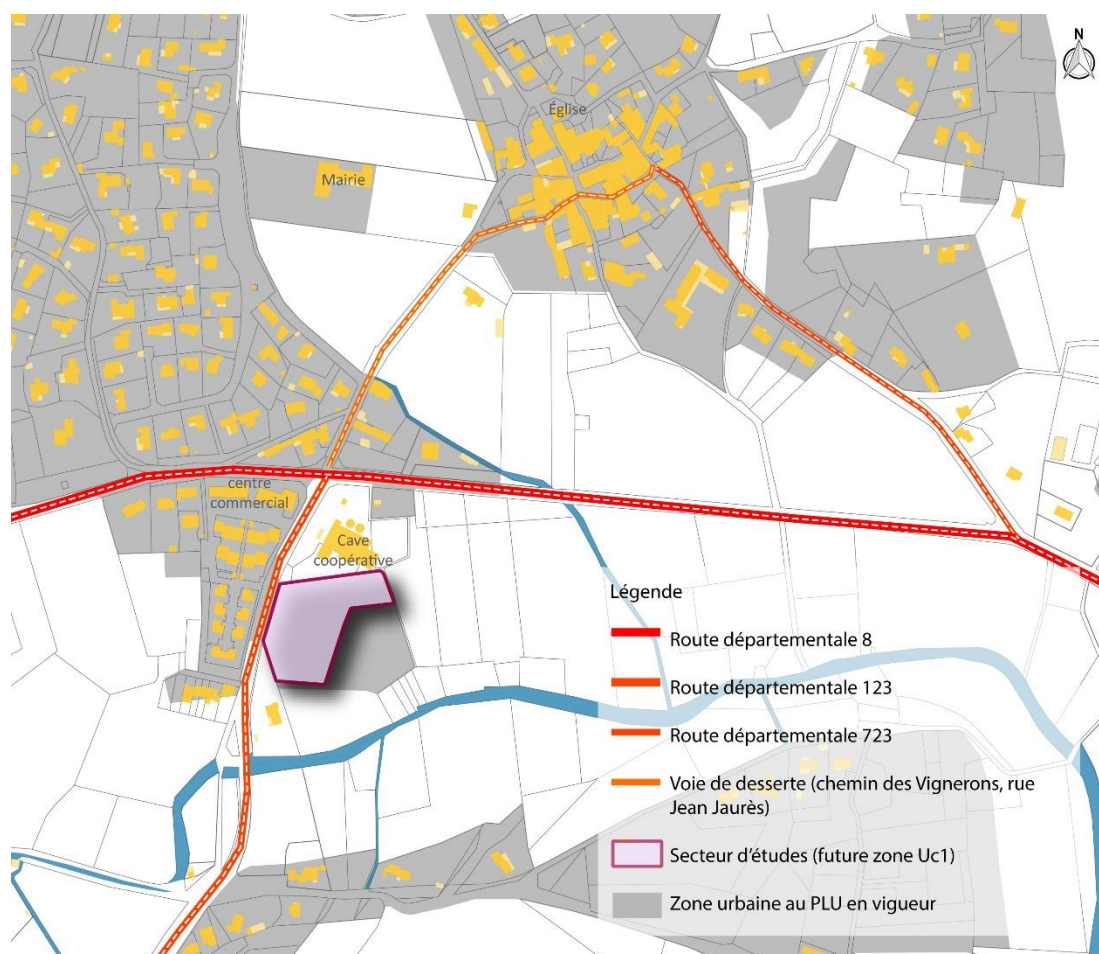 N
Église
Mairie
centre
commercial
Cave
coopérative
Légende
Route départementale 8
Route départementale 123
Route départementale 723
Voie de desserte (chemin des Vignerons, rue
Jean Jaurès)
Secteur d'études (future zone Uc1)
Zone urbaine au PLU en vigueur